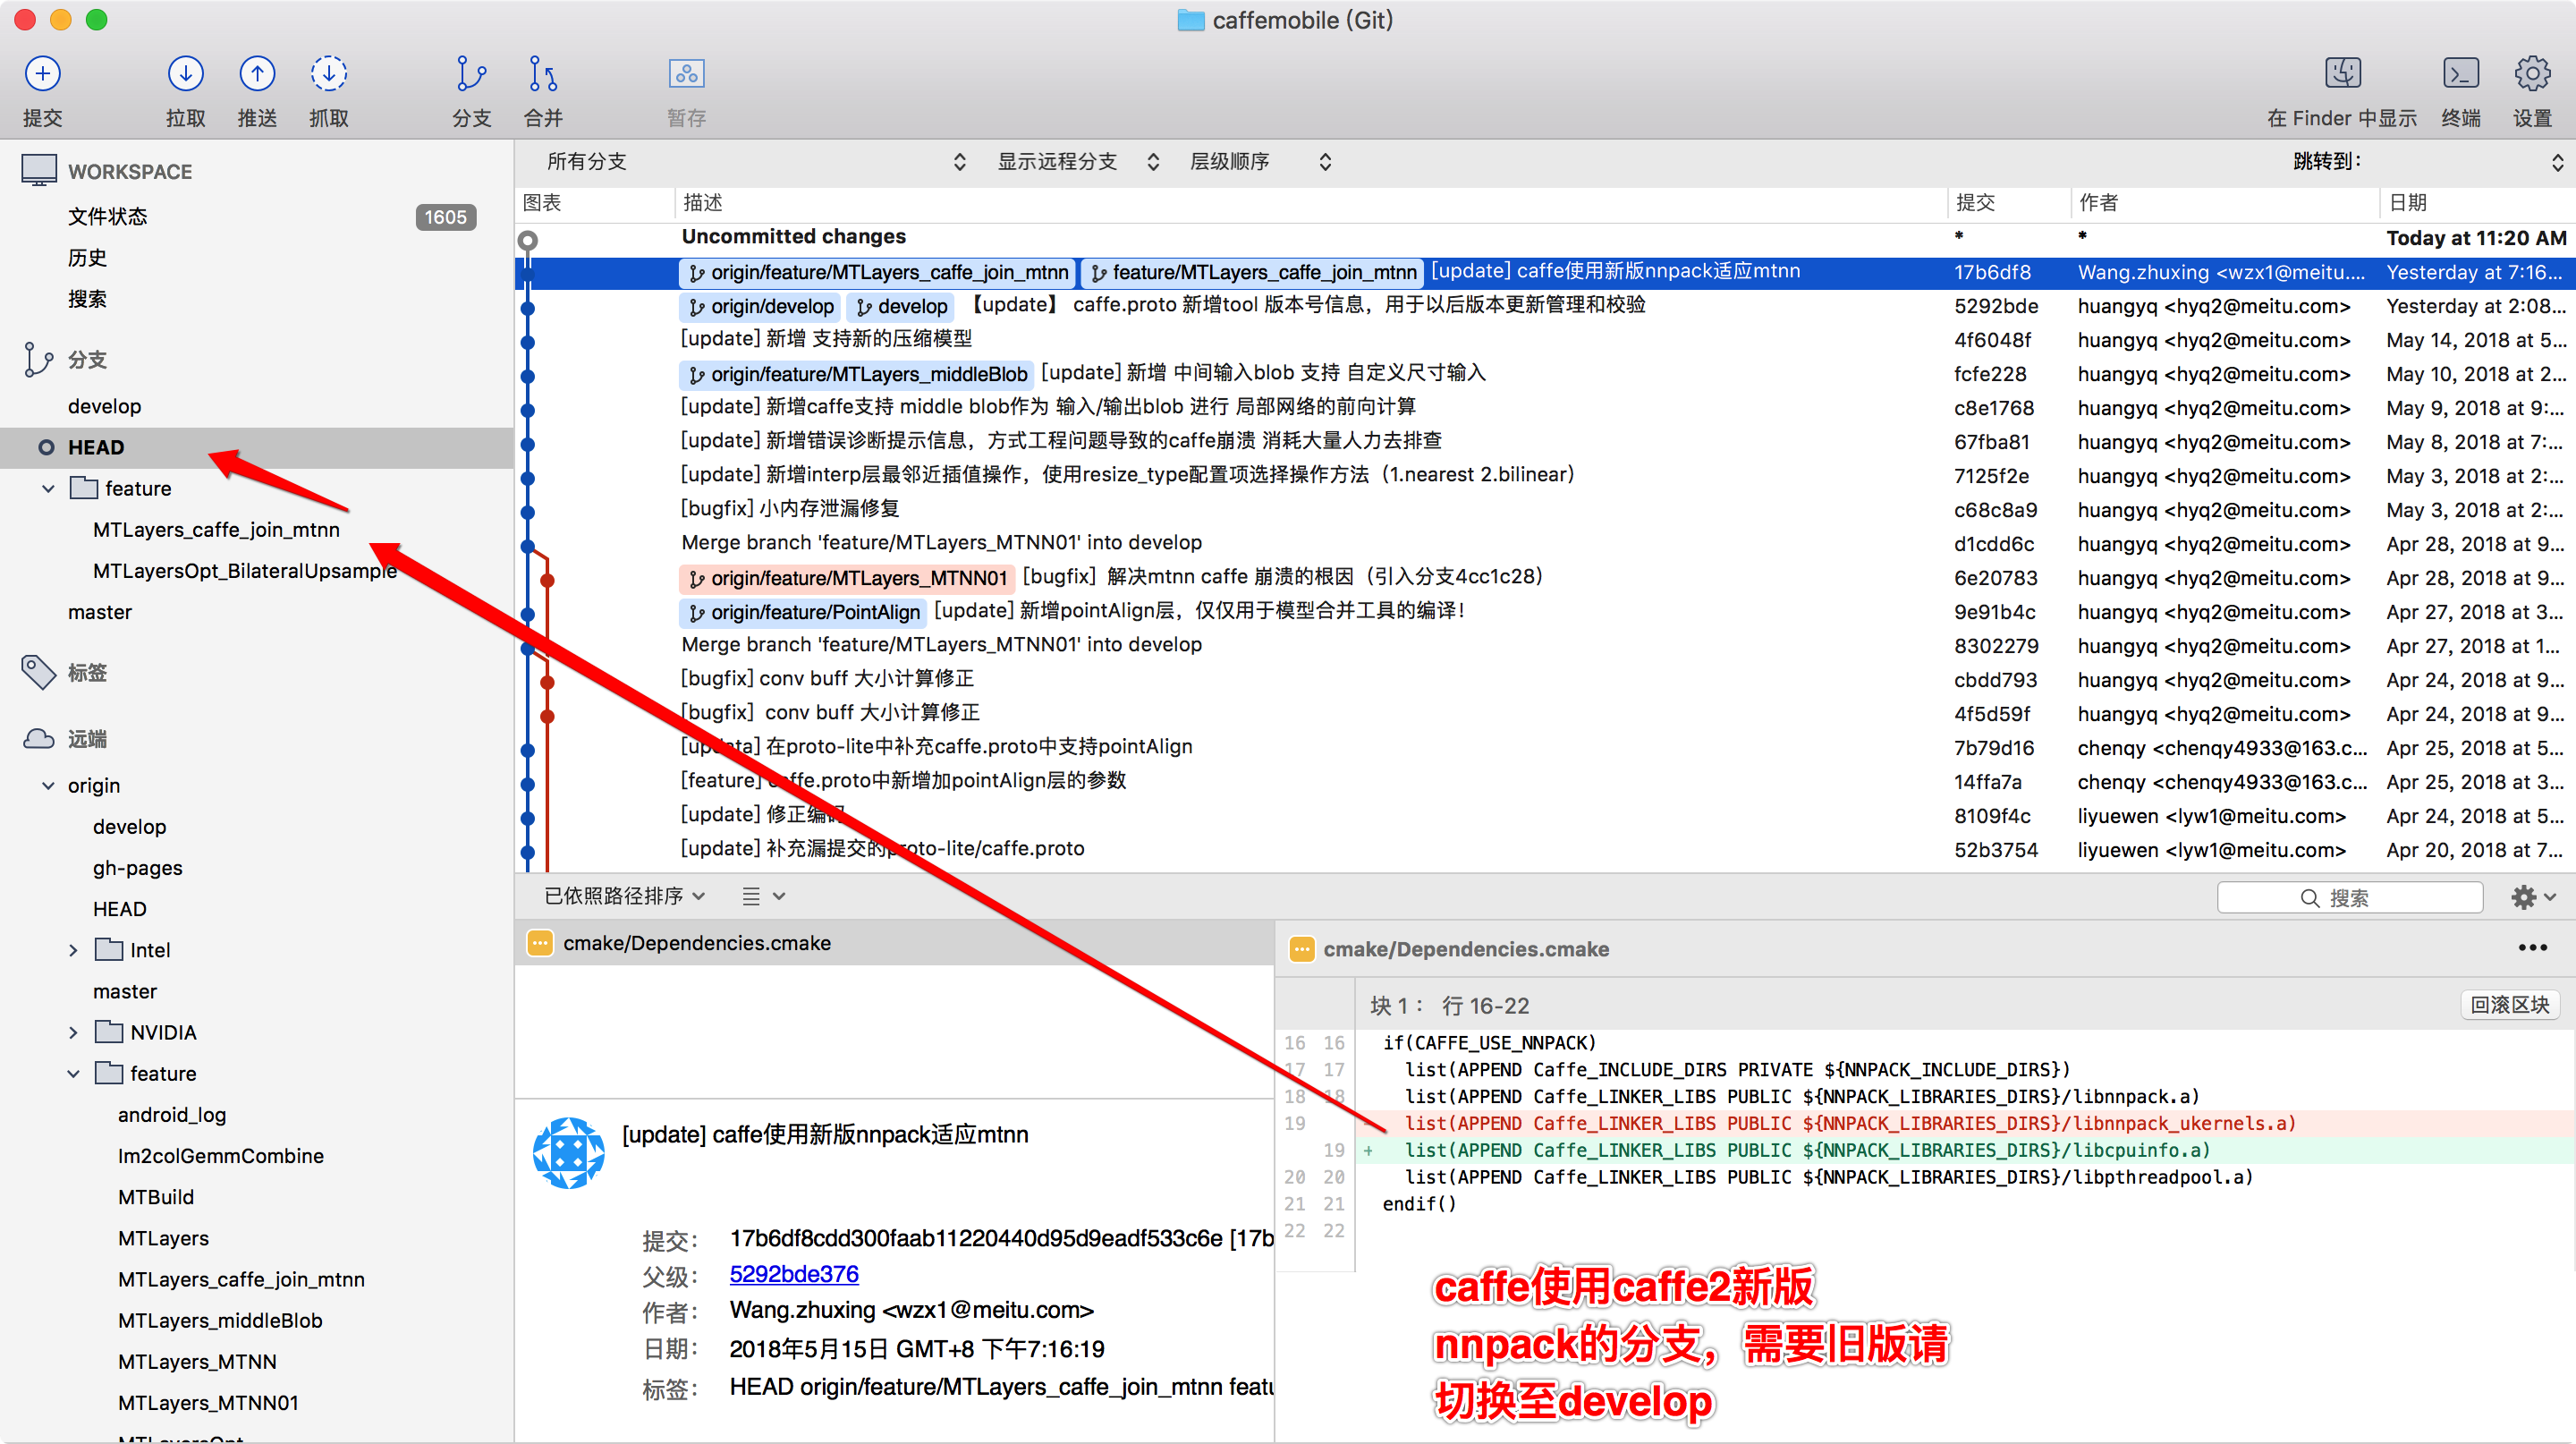 caffemobile (Git)
提交
拉取
推送
抓取
分支
合并
暂存
在 Finder 中显示
终端
设置
WORKSPACE
文件状态
1605
历史
搜索
分支
develop
HEAD
feature
MTLayers_caffe_join_mtnn
MTLayersOpt_BilateralUpsample
master
标签
远端
origin
develop
gh-pages
HEAD
Intel
master
NVIDIA
feature
android_log
Im2colGemmCombine
MTBuild
MTLayers
MTLayers_caffe_join_mtnn
MTLayers_middleBlob
MTLayers_MTNN
MTLayers_MTNN01
所有分支 显示远程分支 层级顺序 跳转到：
图表 描述 提交 作者 日期
Uncommitted changes * * Today at 11:20 AM
origin/feature/MTLayers_caffe_join_mtnn feature/MTLayers_caffe_join_mtnn [update] caffe使用新版nnpack适应mtnn 17b6df8 Wang.zhuxing <wzx1@meitu.... Yesterday at 7:16...
origin/develop develop 【update】 caffe.proto 新增tool 版本号信息，用于以后版本更新管理和校验 5292bde huangyq <hyq2@meitu.com> Yesterday at 2:08...
[update] 新增 支持新的压缩模型 4f6048f huangyq <hyq2@meitu.com> May 14, 2018 at 5...
origin/feature/MTLayers_middleBlob [update] 新增 中间输入blob 支持 自定义尺寸输入 fcfe228 huangyq <hyq2@meitu.com> May 10, 2018 at 2...
[update] 新增caffe支持 middle blob作为 输入/输出blob 进行 局部网络的前向计算 c8e1768 huangyq <hyq2@meitu.com> May 9, 2018 at 9:...
[update] 新增错误诊断提示信息，方式工程问题导致的caffe崩溃 消耗大量人力去排查 67fba81 huangyq <hyq2@meitu.com> May 8, 2018 at 7:...
[update] 新增interp层最邻近插值操作，使用resize_type配置项选择操作方法（1.nearest 2.bilinear） 7125f2e huangyq <hyq2@meitu.com> May 3, 2018 at 2:...
[bugfix] 小内存泄漏修复 c68c8a9 huangyq <hyq2@meitu.com> May 3, 2018 at 2:...
Merge branch 'feature/MTLayers_MTNN01' into develop d1cdd6c huangyq <hyq2@meitu.com> Apr 28, 2018 at 9...
origin/feature/MTLayers_MTNN01 [bugfix] 解决mtnn caffe 崩溃的根因（引入分支4cc1c28） 6e20783 huangyq <hyq2@meitu.com> Apr 28, 2018 at 9...
origin/feature/PointAlign [update] 新增pointAlign层，仅仅用于模型合并工具的编译！ 9e91b4c huangyq <hyq2@meitu.com> Apr 27, 2018 at 3...
Merge branch 'feature/MTLayers_MTNN01' into develop 8302279 huangyq <hyq2@meitu.com> Apr 27, 2018 at 1...
[bugfix] conv buff 大小计算修正 cbdd793 huangyq <hyq2@meitu.com> Apr 24, 2018 at 9...
[bugfix] conv buff 大小计算修正 4f5d59f huangyq <hyq2@meitu.com> Apr 24, 2018 at 9...
[updata] 在proto-lite中补充caffe.proto中支持pointAlign 7b79d16 chenqy <chenqy4933@163.c... Apr 25, 2018 at 5...
[feature] caffe.proto中新增加pointAlign层的参数 14ffa7a chenqy <chenqy4933@163.c... Apr 25, 2018 at 3...
[update] 修正编码 8109f4c liyuewen <lyw1@meitu.com> Apr 24, 2018 at 5...
[update] 补充漏提交的proto-lite/caffe.proto 52b3754 liyuewen <lyw1@meitu.com> Apr 20, 2018 at 7...
已依照路径排序 搜索
cmake/Dependencies.cmake
[update] caffe使用新版nnpack适应mtnn
提交： 17b6df8cdd300faab11220440d95d9eadf533c6e [17b
父级： 5292bde376
作者： Wang.zhuxing <wzx1@meitu.com>
日期： 2018年5月15日 GMT+8 下午7:16:19
标签： HEAD origin/feature/MTLayers_caffe_join_mtnn featu
cmake/Dependencies.cmake
块 1： 行 16-22 回滚区块
16 16 if(CAFFE_USE_NNPACK)
17 17 list(APPEND Caffe_INCLUDE_DIRS PRIVATE ${NNPACK_INCLUDE_DIRS})
18 18 list(APPEND Caffe_LINKER_LIBS PUBLIC ${NNPACK_LIBRARIES_DIRS}/libnnpack.a)
19 - list(APPEND Caffe_LINKER_LIBS PUBLIC ${NNPACK_LIBRARIES_DIRS}/libnnpack_ukernels.a)
19 + list(APPEND Caffe_LINKER_LIBS PUBLIC ${NNPACK_LIBRARIES_DIRS}/libcpuinfo.a)
20 20 list(APPEND Caffe_LINKER_LIBS PUBLIC ${NNPACK_LIBRARIES_DIRS}/libpthreadpool.a)
21 21 endif()
22 22
caffe使用caffe2新版
nnpack的分支，需要旧版请
切换至develop